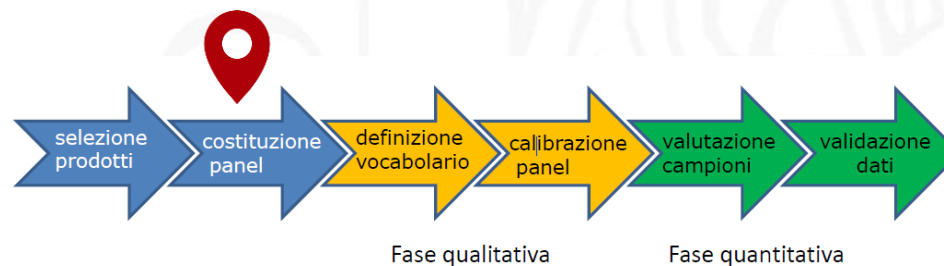 selezione
prodotti
costituzione
panel
definizione
vocabolario
calibrazione
panel
valutazione
campioni
validazione
dati
Fase qualitativa
Fase quantitativa